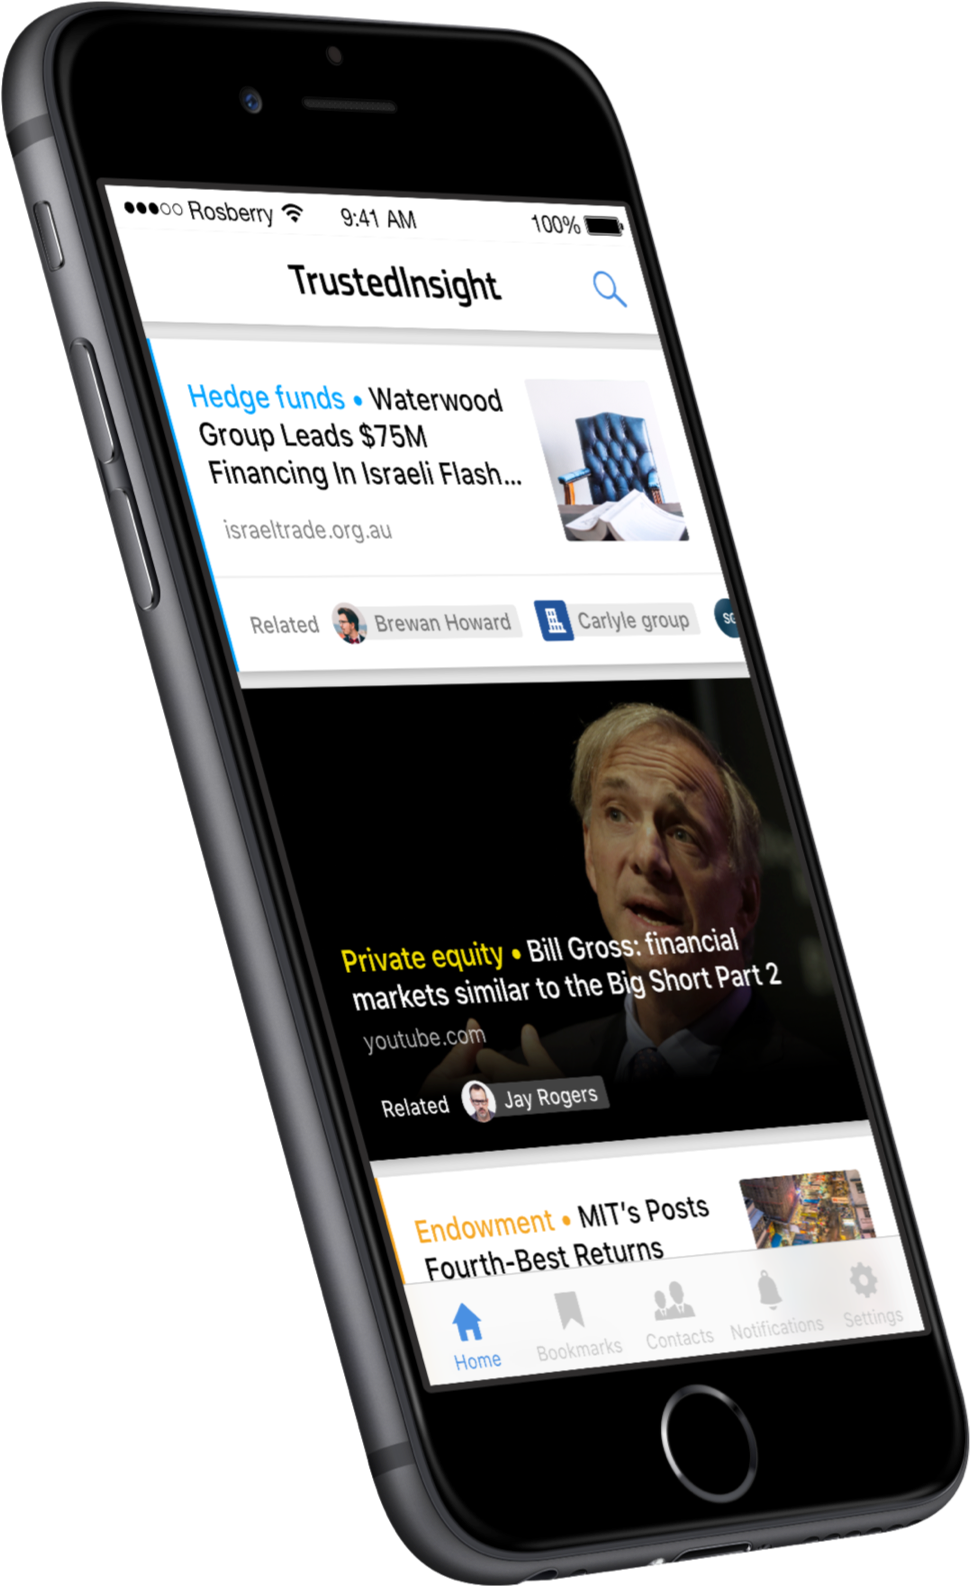 ●●●○○ Rosberry 9:41 AM 100%
TrustedInsight
Hedge funds • Waterwood
Group Leads $75M
Financing In Israeli Flash...
israeltrade.org.au
Related Brewan Howard Carlyle group SG
Private equity • Bill Gross: financial
markets similar to the Big Short Part 2
youtube.com
Related Jay Rogers
Endowment • MIT's Posts
Fourth-Best Returns
Home Bookmarks Contacts Notifications Settings